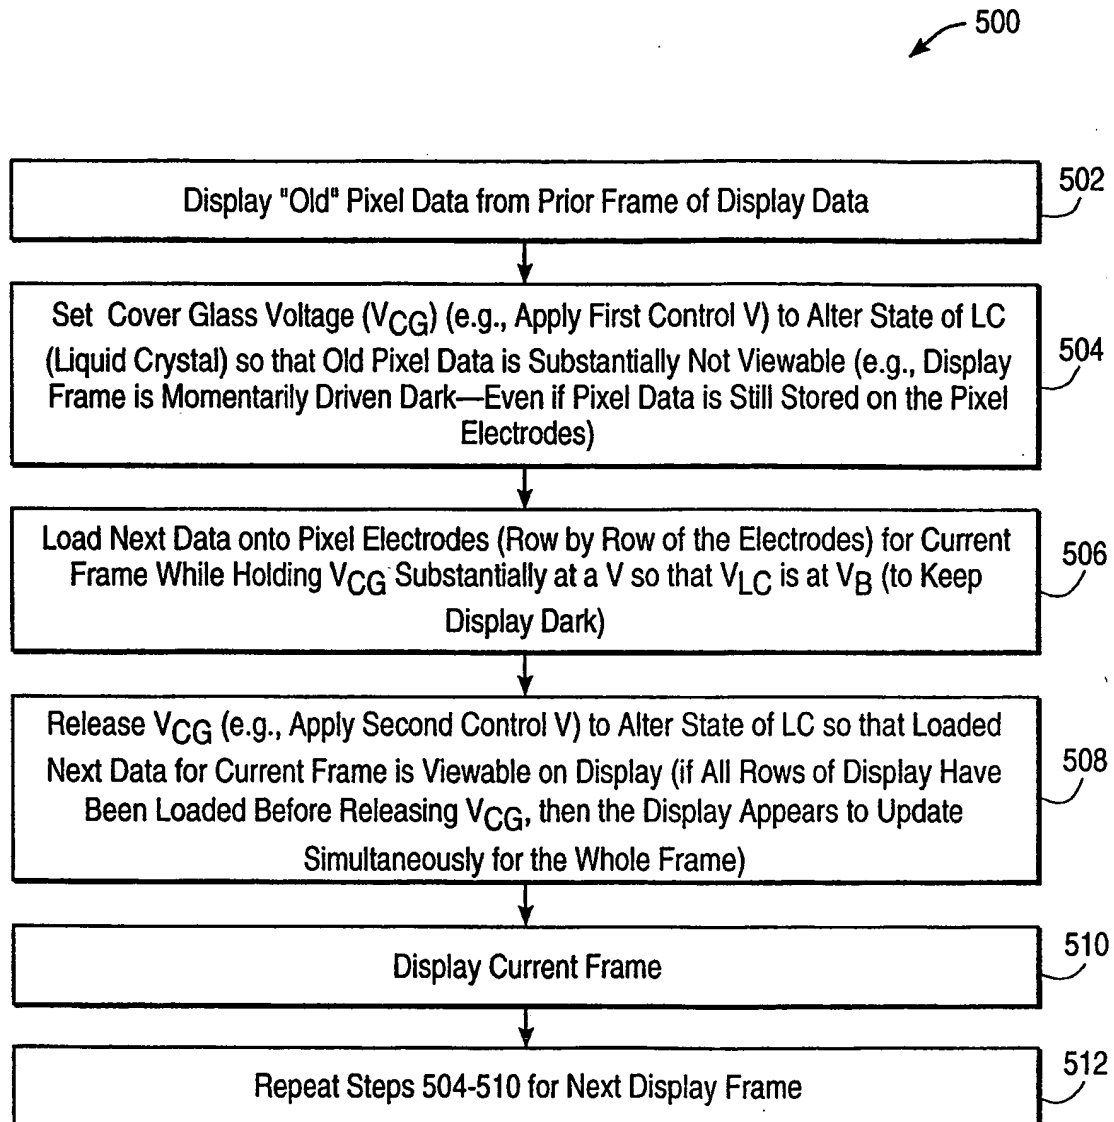 500
Display "Old" Pixel Data from Prior Frame of Display Data
502
Set Cover Glass Voltage (VCG) (e.g., Apply First Control V) to Alter State of LC
(Liquid Crystal) so that Old Pixel Data is Substantially Not Viewable (e.g., Display
Frame is Momentarily Driven Dark—Even if Pixel Data is Still Stored on the Pixel
Electrodes)
504
Load Next Data onto Pixel Electrodes (Row by Row of the Electrodes) for Current
Frame While Holding VCG Substantially at a V so that VLC is at VB (to Keep
Display Dark)
506
Release VCG (e.g., Apply Second Control V) to Alter State of LC so that Loaded
Next Data for Current Frame is Viewable on Display (if All Rows of Display Have
Been Loaded Before Releasing VCG, then the Display Appears to Update
Simultaneously for the Whole Frame)
508
Display Current Frame
510
Repeat Steps 504-510 for Next Display Frame
512